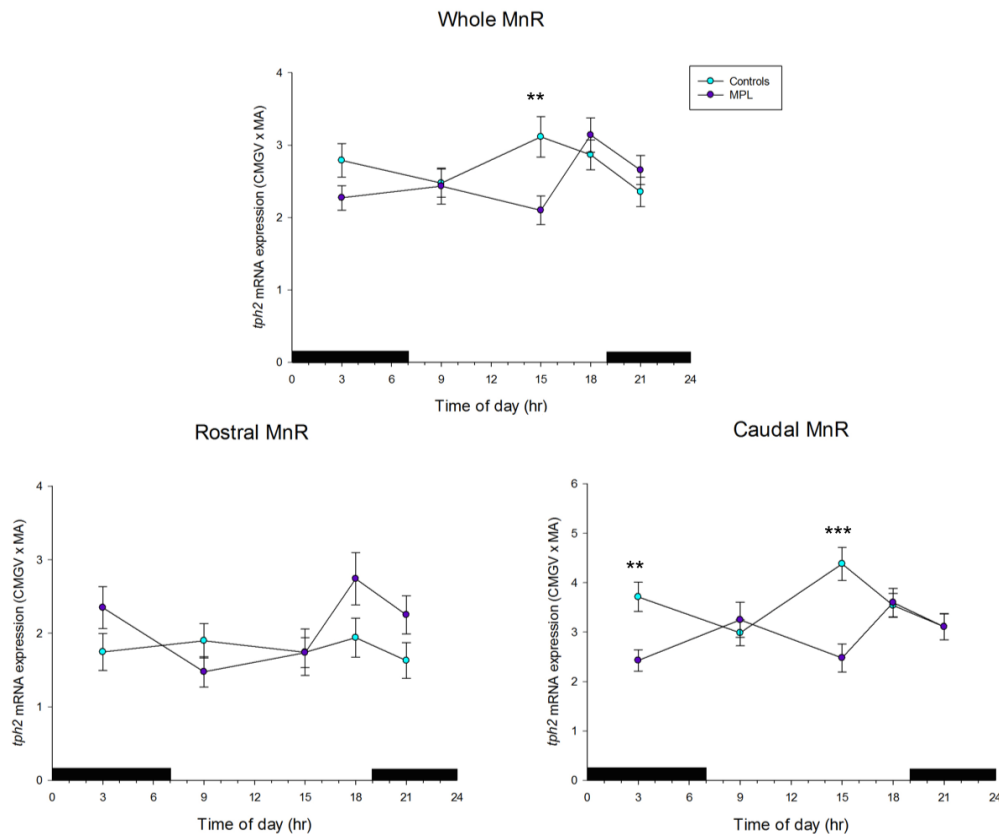 Whole MnR
tph2 mRNA expression (CMGV x MA)
4
3
2
1
0
**
Controls
MPL
0 3 6 9 12 15 18 21 24
Time of day (hr)
Rostral MnR
tph2 mRNA expression (CMGV x MA)
4
3
2
1
0
0 3 6 9 12 15 18 21 24
Time of day (hr)
Caudal MnR
tph2 mRNA expression (CMGV x MA)
6
5
4
3
2
1
0
**
***
0 3 6 9 12 15 18 21 24
Time of day (hr)